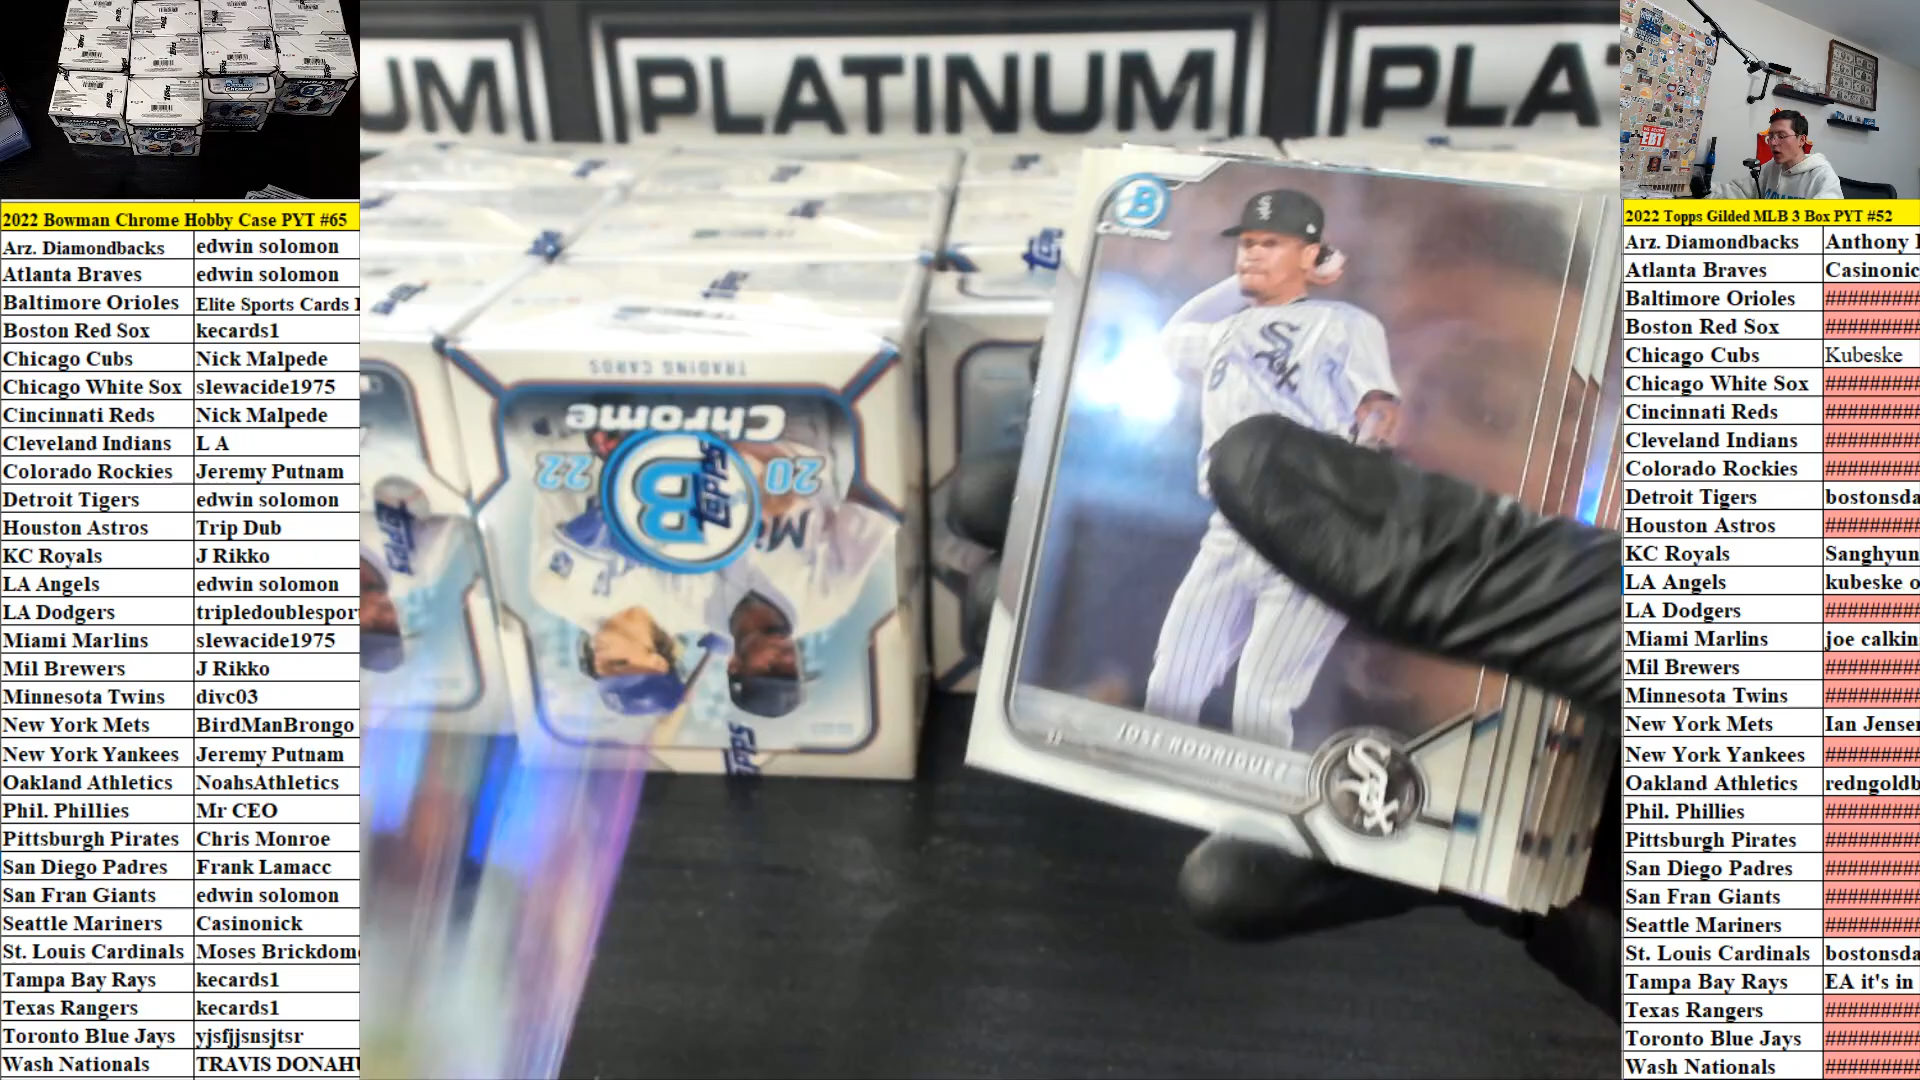 2022 Bowman Chrome Hobby Case PYT #65
Arz. Diamondbacks edwin solomon
Atlanta Braves edwin solomon
Baltimore Orioles Elite Sports Cards
Boston Red Sox kecards1
Chicago Cubs Nick Malpede
Chicago White Sox slewacide1975
Cincinnati Reds Nick Malpede
Cleveland Indians L A
Colorado Rockies Jeremy Putnam
Detroit Tigers edwin solomon
Houston Astros Trip Dub
KC Royals J Rikko
LA Angels edwin solomon
LA Dodgers tripledoublespor
Miami Marlins slewacide1975
Mil Brewers J Rikko
Minnesota Twins divc03
New York Mets BirdManBrongo
New York Yankees Jeremy Putnam
Oakland Athletics NoahsAthletics
Phil. Phillies Mr CEO
Pittsburgh Pirates Chris Monroe
San Diego Padres Frank Lamacc
San Fran Giants edwin solomon
Seattle Mariners Casinonick
St. Louis Cardinals Moses Brickdom
Tampa Bay Rays kecards1
Texas Rangers kecards1
Toronto Blue Jays yjsfjjsnsjtsr
Wash Nationals TRAVIS DONAH
UM PLATINUM PLA
TRADING CARDS
Chrome
2022
B
Topps
Topps
B
Chrome
Sox
JOSE RODRIGUEZ
Sox
EBT
2022 Topps Gilded MLB 3 Box PYT #52
Arz. Diamondbacks Anthony
Atlanta Braves Casinonic
Baltimore Orioles #########
Boston Red Sox #########
Chicago Cubs Kubeske
Chicago White Sox #########
Cincinnati Reds #########
Cleveland Indians #########
Colorado Rockies #########
Detroit Tigers bostonsda
Houston Astros #########
KC Royals Sanghyun
LA Angels kubeske o
LA Dodgers #########
Miami Marlins joe calkin
Mil Brewers #########
Minnesota Twins #########
New York Mets Ian Jensen
New York Yankees #########
Oakland Athletics redngoldb
Phil. Phillies #########
Pittsburgh Pirates #########
San Diego Padres #########
San Fran Giants #########
Seattle Mariners #########
St. Louis Cardinals bostonsda
Tampa Bay Rays EA it's in
Texas Rangers #########
Toronto Blue Jays #########
Wash Nationals #########